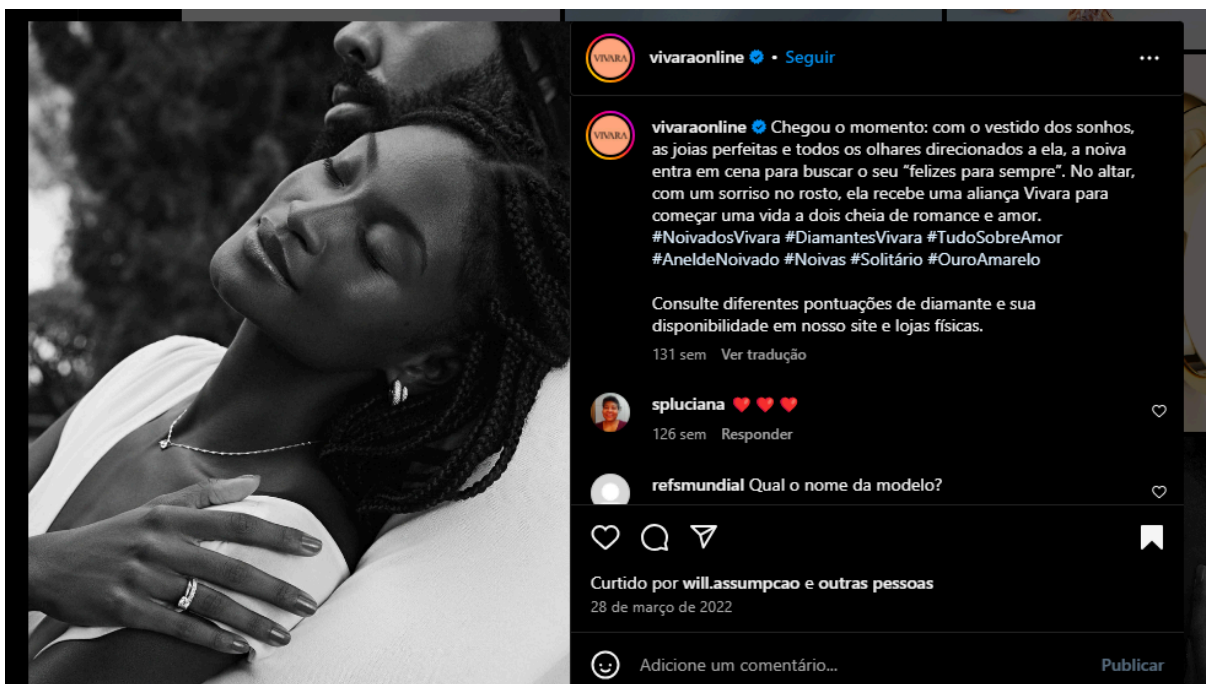 VIVARA
vivaraonline • Seguir
VIVARA
vivaraonline Chegou o momento: com o vestido dos sonhos,
as joias perfeitas e todos os olhares direcionados a ela, a noiva
entra em cena para buscar o seu “felizes para sempre”. No altar,
com um sorriso no rosto, ela recebe uma aliança Vivara para
começar uma vida a dois cheia de romance e amor.
#NoivadosVivara #DiamantesVivara #TudoSobreAmor
#AneldeNoivado #Noivas #Solitário #OuroAmarelo
Consulte diferentes pontuações de diamante e sua
disponibilidade em nosso site e lojas físicas.
131 sem Ver tradução
spluciana ❤️ ❤️ ❤️
126 sem Responder
refsmundial Qual o nome da modelo?
Curtido por will.assumpcao e outras pessoas
28 de março de 2022
Adicione um comentário... Publicar